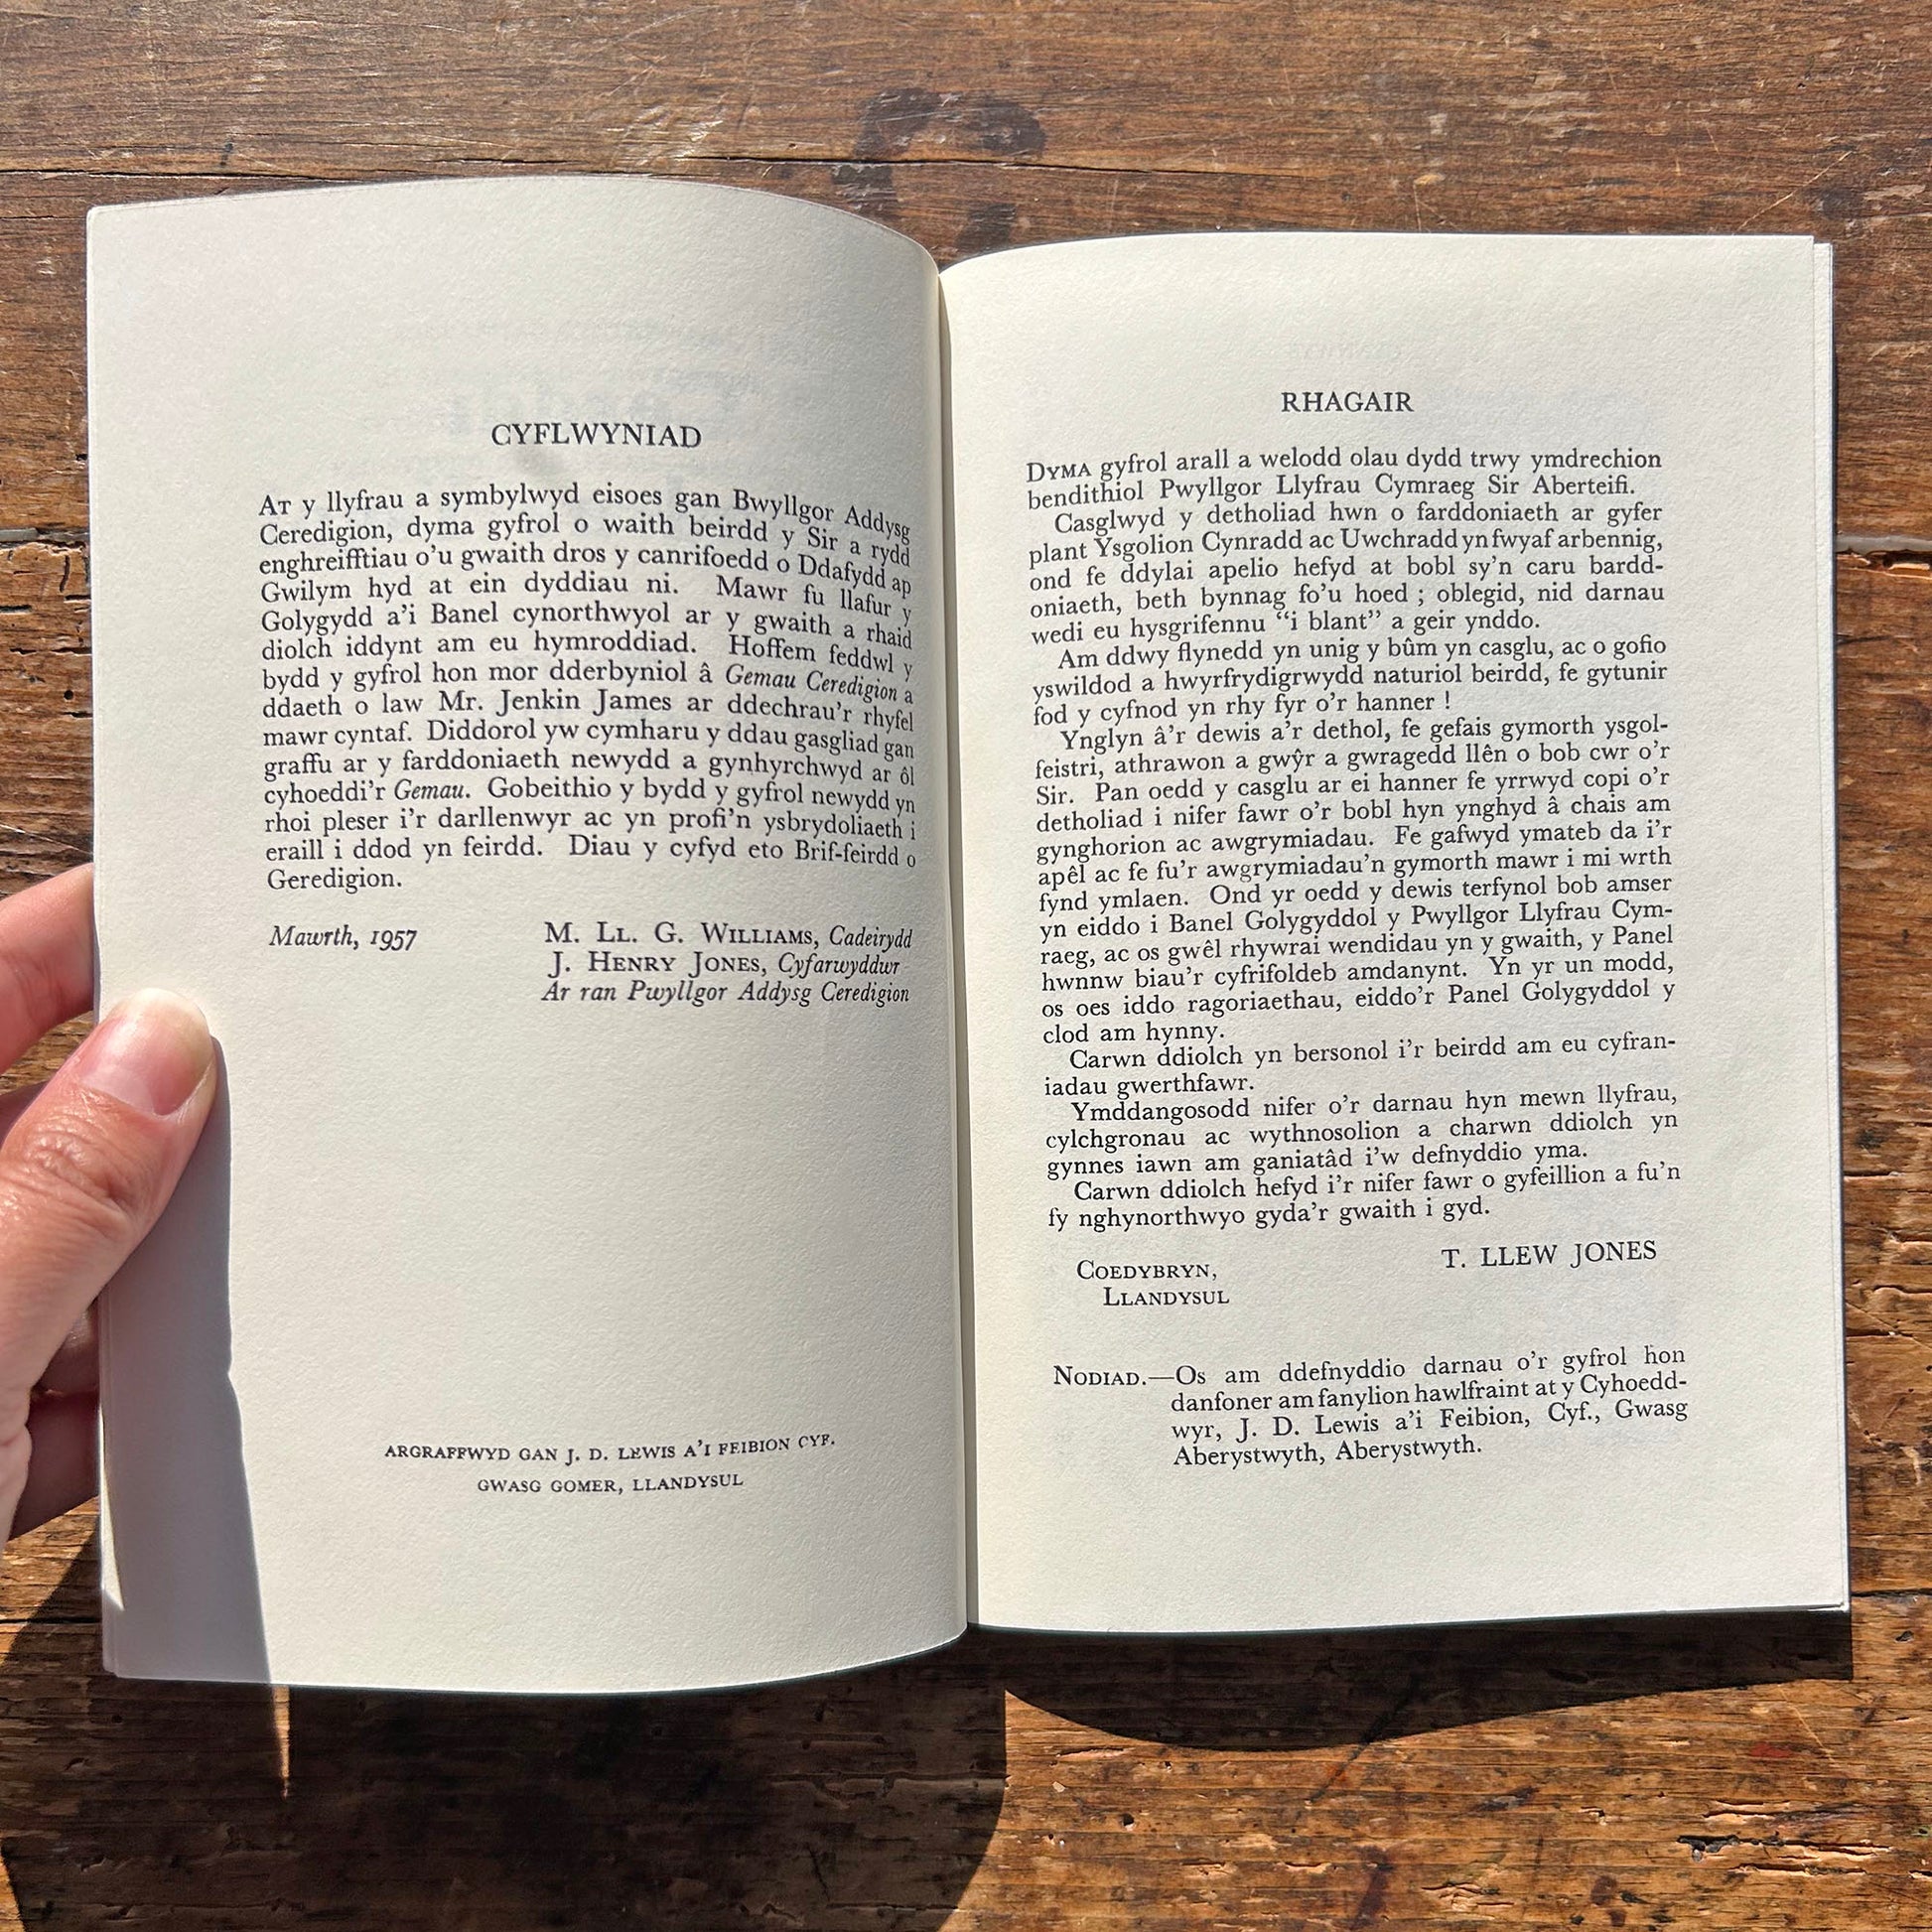 CYFLWYNIAD
AT y llyfrau a symbylwyd eisoes gan Bwyllgor Addysg
Ceredigion, dyma gyfrol o waith beirdd y Sir a rydd
enghreifftiau o'u gwaith dros y canrifoedd o Ddafydd ap
Gwilym hyd at ein dyddiau ni. Mawr fu llafur y
Golygydd a'i Banel cynorthwyol ar y gwaith a rhaid
diolch iddynt am eu hymroddiad. Hoffem feddwl y
bydd y gyfrol hon mor dderbyniol â Gemau Ceredigion a
ddaeth o law Mr. Jenkin James ar ddechrau'r rhyfel
mawr cyntaf. Diddorol yw cymharu y ddau gasgliad gan
graffu ar y farddoniaeth newydd a gynhyrchwyd ar ôl
cyhoeddi'r Gemau. Gobeithio y bydd y gyfrol newydd yn
rhoi pleser i'r darllenwyr ac yn profi'n ysbrydoliaeth i
eraill i ddod yn feirdd. Diau y cyfyd eto Brif-feirdd o
Geredigion.
Mawrth, 1957 M. LL. G. WILLIAMS, Cadeirydd
J. HENRY JONES, Cyfarwyddwr
Ar ran Pwyllgor Addysg Ceredigion
ARGRAFFWYD GAN J. D. LEWIS A'I FEIBION CYF.
GWASG GOMER, LLANDYSUL
RHAGAIR
DYMA gyfrol arall a welodd olau dydd trwy ymdrechion
bendithiol Pwyllgor Llyfrau Cymraeg Sir Aberteifi.
Casglwyd y detholiad hwn o farddoniaeth ar gyfer
plant Ysgolion Cynradd ac Uwchradd yn fwyaf arbennig,
ond fe ddylai apelio hefyd at bobl sy'n caru bardd-
oniaeth, beth bynnag fo'u hoed ; oblegid, nid darnau
wedi eu hysgrifennu “i blant” a geir ynddo.
Am ddwy flynedd yn unig y bûm yn casglu, ac o gofio
yswildod a hwyrfrydigrwydd naturiol beirdd, fe gytunir
fod y cyfnod yn rhy fyr o'r hanner !
Ynglyn â'r dewis a'r dethol, fe gefais gymorth ysgol-
feistri, athrawon a gwŷr a gwragedd llên o bob cwr o'r
Sir. Pan oedd y casglu ar ei hanner fe yrrwyd copi o'r
detholiad i nifer fawr o'r bobl hyn ynghyd â chais am
gynghorion ac awgrymiadau. Fe gafwyd ymateb da i'r
apêl ac fe fu'r awgrymiadau'n gymorth mawr i mi wrth
fynd ymlaen. Ond yr oedd y dewis terfynol bob amser
yn eiddo i Banel Golygyddol y Pwyllgor Llyfrau Cym-
raeg, ac os gwêl rhywrai wendidau yn y gwaith, y Panel
hwnnw biau'r cyfrifoldeb amdanynt. Yn yr un modd,
os oes iddo ragoriaethau, eiddo'r Panel Golygyddol y
clod am hynny.
Carwn ddiolch yn bersonol i'r beirdd am eu cyfran-
iadau gwerthfawr.
Ymddangosodd nifer o'r darnau hyn mewn llyfrau,
cylchgronau ac wythnosolion a charwn ddiolch yn
gynnes iawn am ganiatâd i'w defnyddio yma.
Carwn ddiolch hefyd i'r nifer fawr o gyfeillion a fu'n
fy nghynorthwyo gyda'r gwaith i gyd.
T. LLEW JONES
COEDYBRYN,
LLANDYSUL
NODIAD.—Os am ddefnyddio darnau o'r gyfrol hon
danfoner am fanylion hawlfraint at y Cyhoedd-
wyr, J. D. Lewis a'i Feibion, Cyf., Gwasg
Aberystwyth, Aberystwyth.